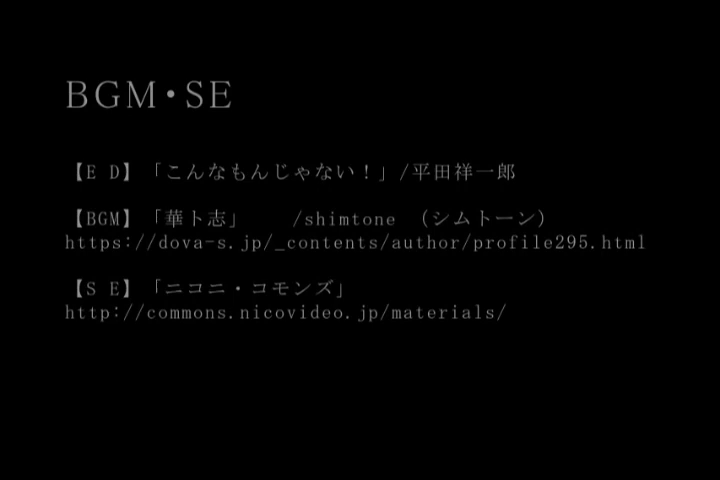 BGM・SE
【E D】「こんなもんじゃない！」/平田祥一郎
【BGM】「華ト志」　　/shimtone　（シムトーン）
https://dova-s.jp/_contents/author/profile295.html
【S E】「ニコニ・コモンズ」
http://commons.nicovideo.jp/materials/